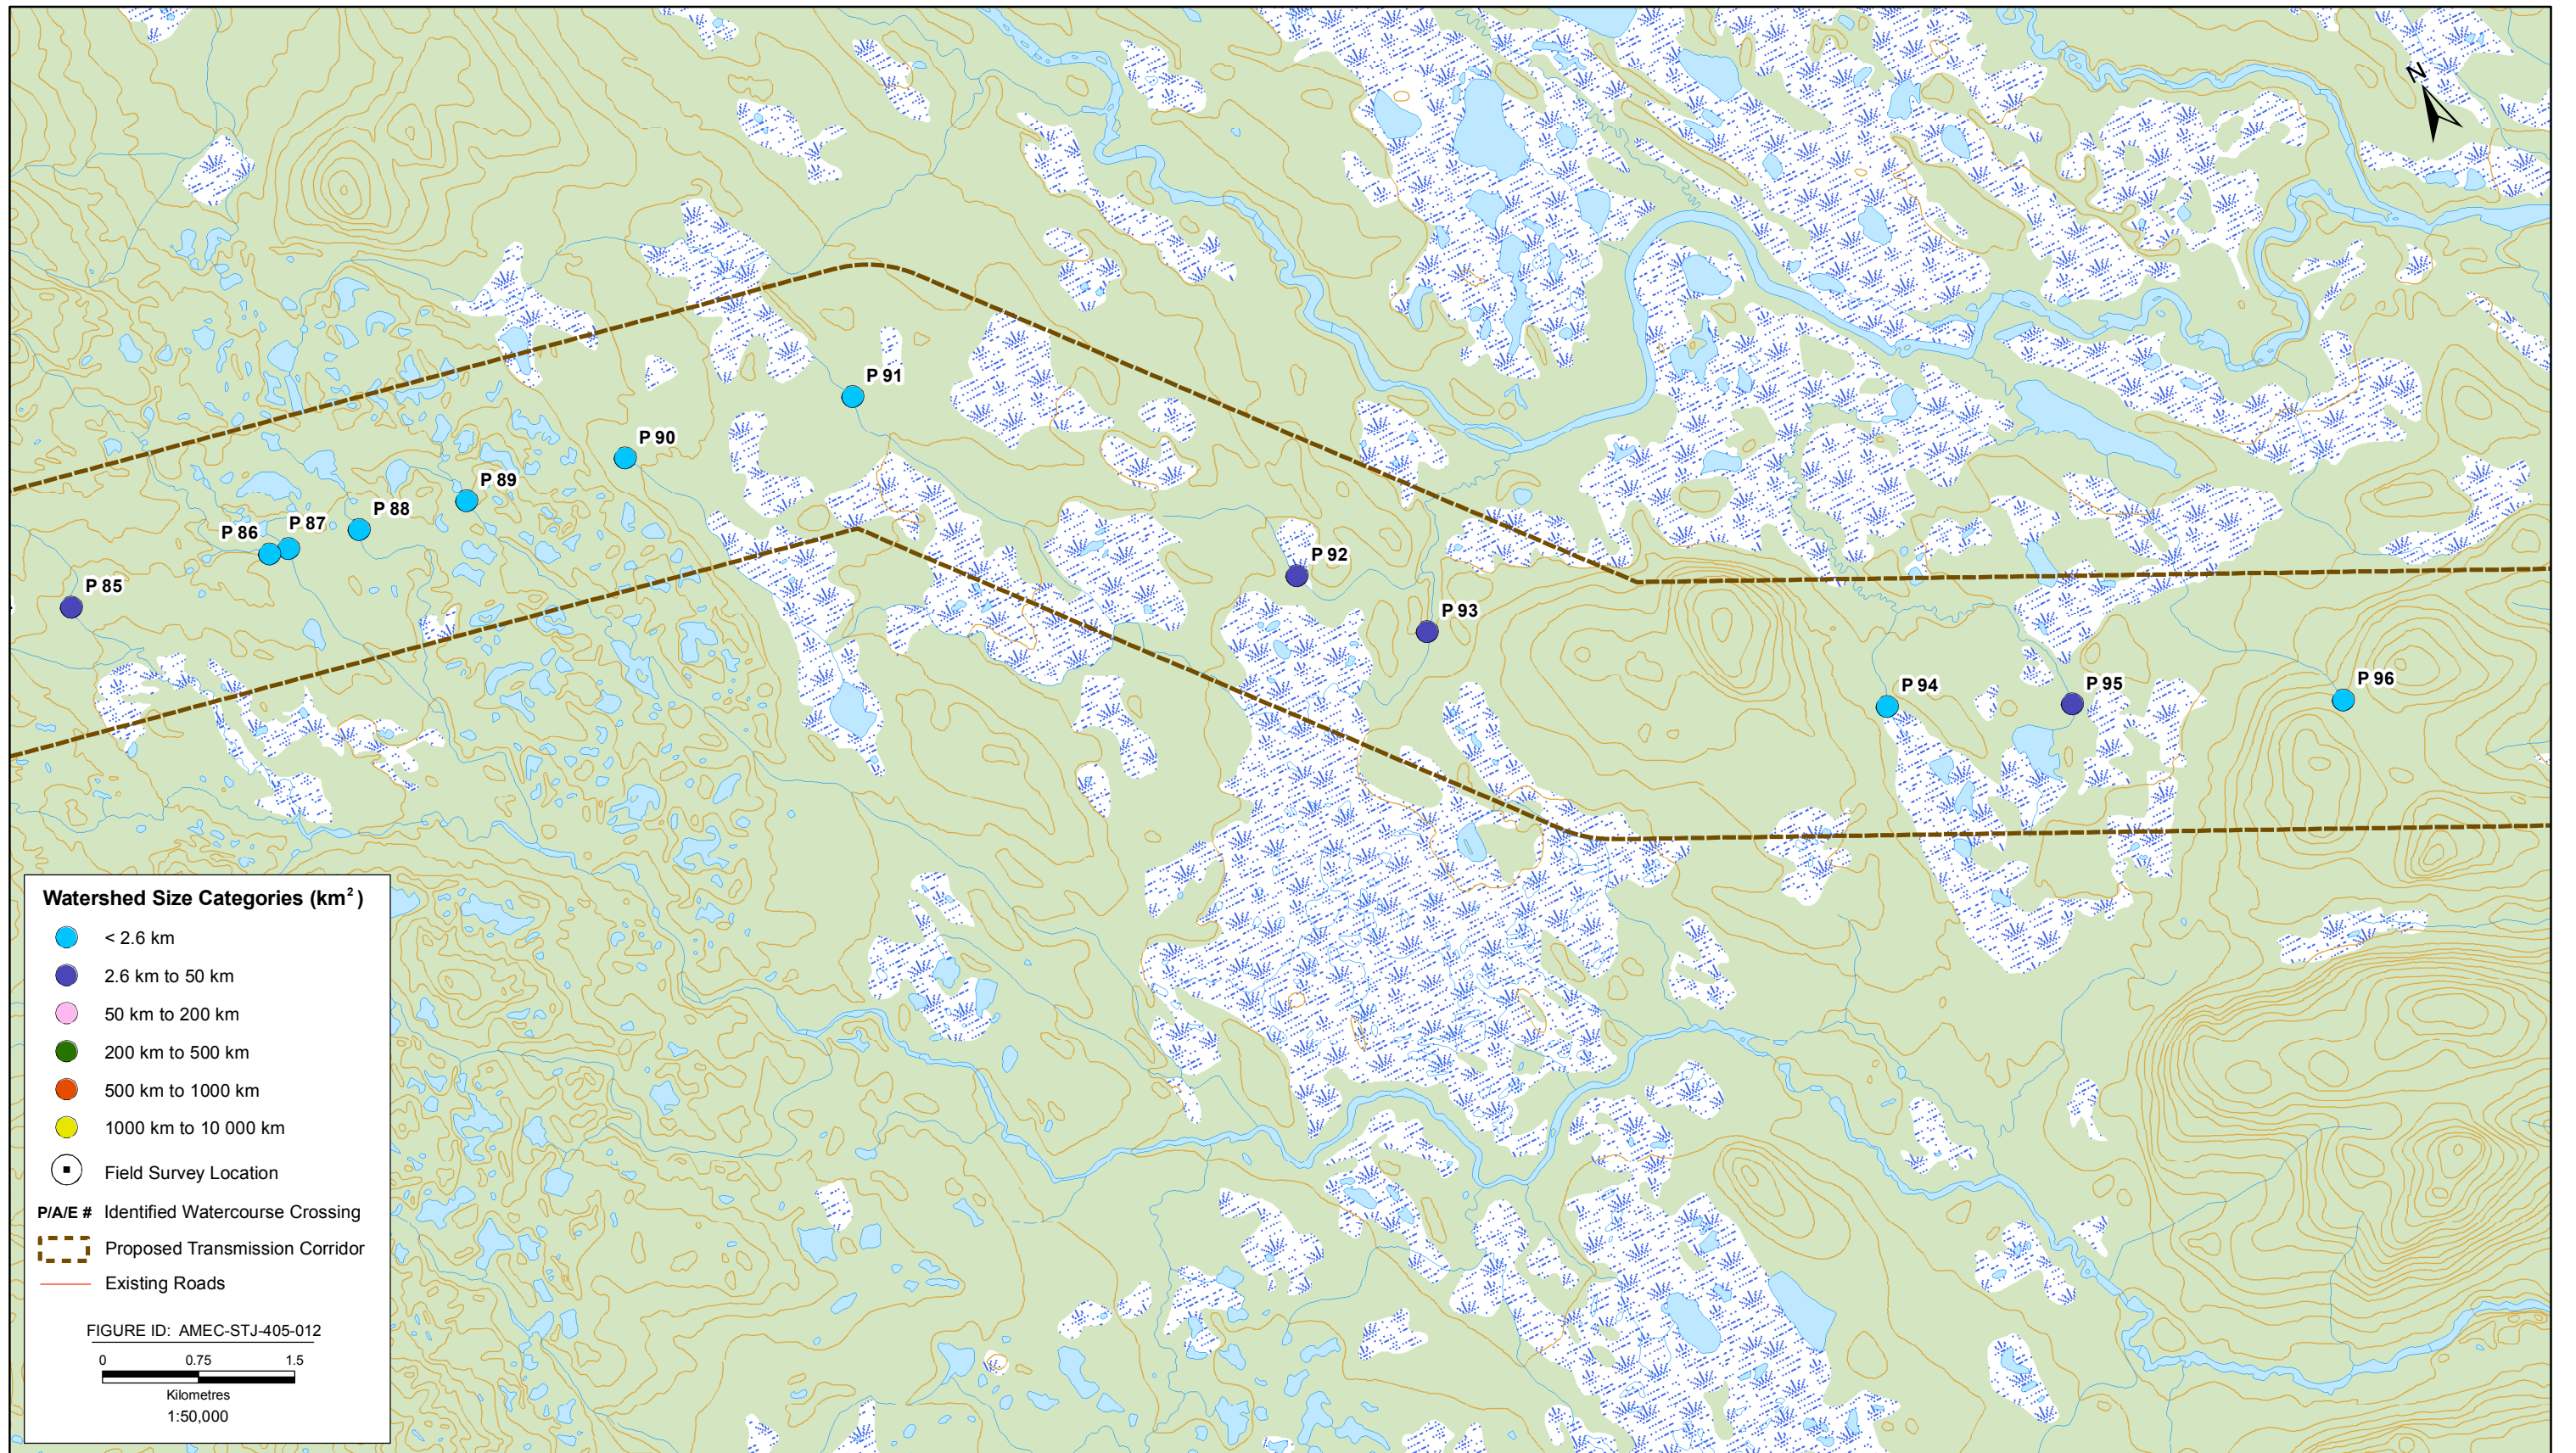 N
P 91
P 90
P 89
P 88
P 87
P 86
P 85
P 92
P 93
P 94
P 95
P 96
Watershed Size Categories (km²)
< 2.6 km
2.6 km to 50 km
50 km to 200 km
200 km to 500 km
500 km to 1000 km
1000 km to 10 000 km
Field Survey Location
P/A/E # Identified Watercourse Crossing
Proposed Transmission Corridor
Existing Roads
FIGURE ID: AMEC-STJ-405-012
0 0.75 1.5
Kilometres
1:50,000